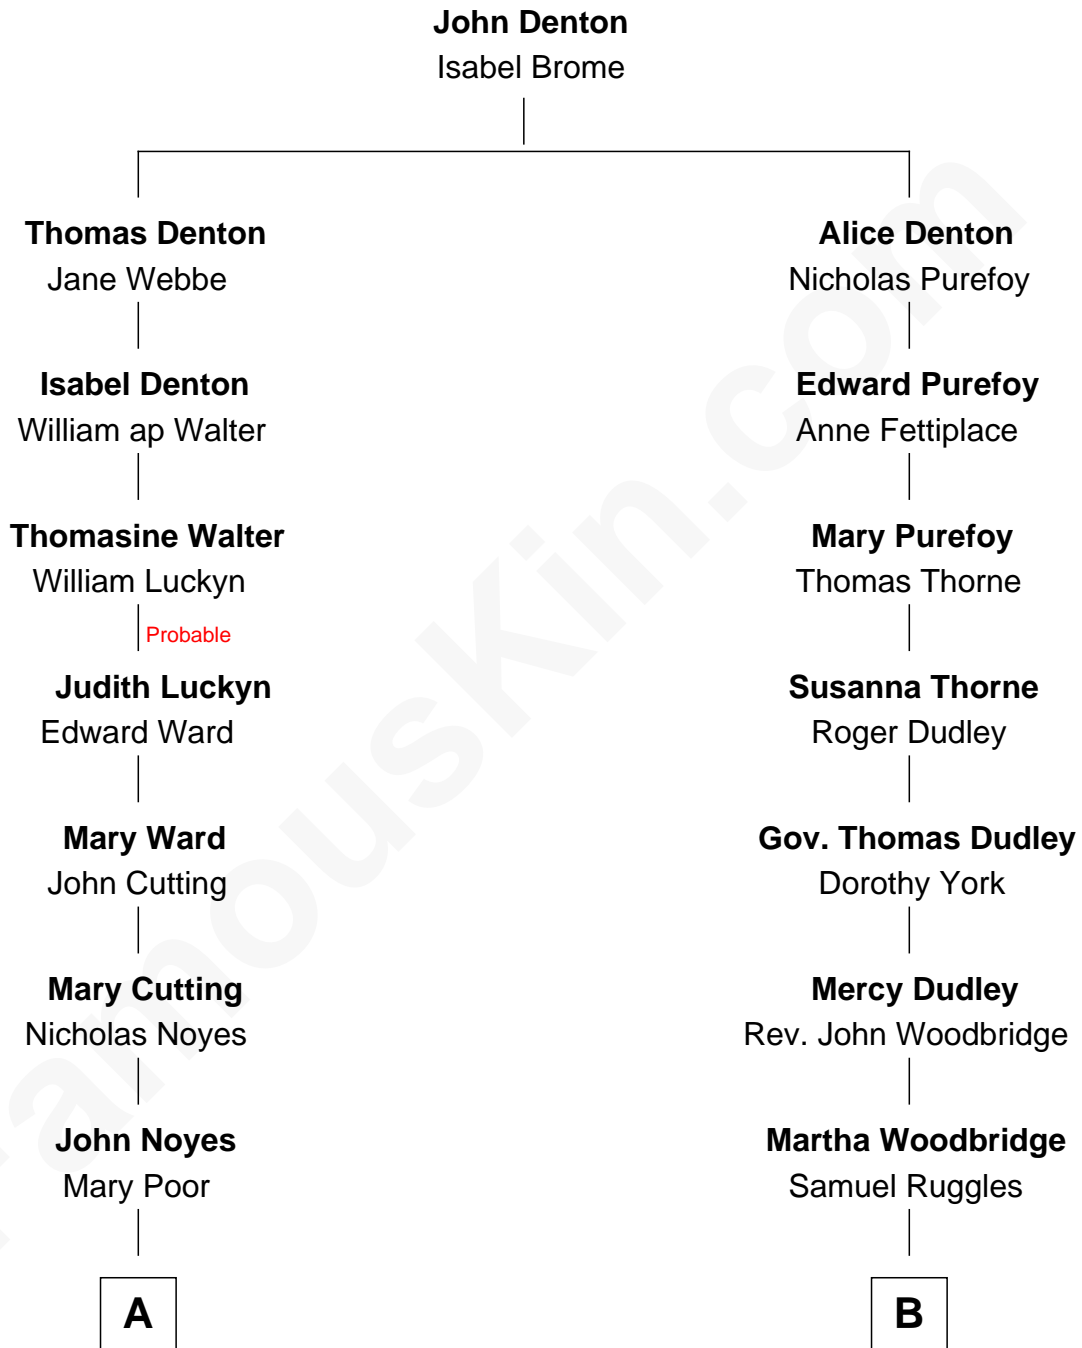 John Denton
Isabel Brome
Thomas Denton
Jane Webbe
Alice Denton
Nicholas Purefoy
Isabel Denton
William ap Walter
Edward Purefoy
Anne Fettiplace
Thomasine Walter
William Luckyn
Mary Purefoy
Thomas Thorne
Probable
Judith Luckyn
Edward Ward
Susanna Thorne
Roger Dudley
Mary Ward
John Cutting
Gov. Thomas Dudley
Dorothy York
Mary Cutting
Nicholas Noyes
Mercy Dudley
Rev. John Woodbridge
John Noyes
Mary Poor
Martha Woodbridge
Samuel Ruggles
A
B
FamousKin.com